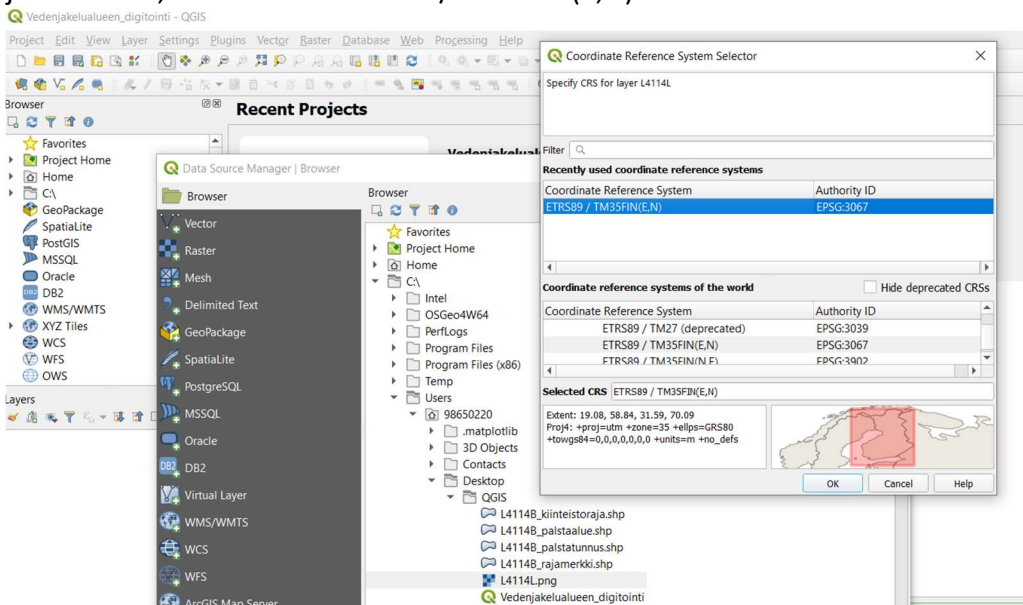 Vedenjakelualueen_digitointi - QGIS
Project Edit View Layer Settings Plugins Vector Raster Database Web Processing Help
Browser
Favorites
Project Home
Home
C:\
GeoPackage
SpatiaLite
PostGIS
MSSQL
Oracle
DB2
WMS/WMTS
XYZ Tiles
WCS
WFS
OWS
Layers
Recent Projects
Data Source Manager | Browser
Browser
Vector
Raster
Mesh
Delimited Text
GeoPackage
SpatiaLite
PostgreSQL
MSSQL
Oracle
DB2
Virtual Layer
WMS/WMTS
WCS
WFS
ArcGIS Map Server
Browser
Favorites
Project Home
Home
C:\
Intel
OSGeo4W64
PerfLogs
Program Files
Program Files (x86)
Temp
Users
98650220
.matplotlib
3D Objects
Contacts
Desktop
QGIS
L4114B_kiinteistoraja.shp
L4114B_palstaalue.shp
L4114B_palstatunnus.shp
L4114B_rajamerkki.shp
L4114L.png
Vedenjakelualueen_digitointi
Coordinate Reference System Selector
Specify CRS for layer L4114L
Filter
Recently used coordinate reference systems
Coordinate Reference System Authority ID
ETRS89 / TM35FIN(E,N) EPSG:3067
Coordinate reference systems of the world Hide deprecated CRSs
Coordinate Reference System Authority ID
ETRS89 / TM27 (deprecated) EPSG:3039
ETRS89 / TM35FIN(E,N) EPSG:3067
ETRS89 / TM35FIN(N,E) EPSG:3902
Selected CRS ETRS89 / TM35FIN(E,N)
Extent: 19.08, 58.84, 31.59, 70.09
Proj4: +proj=utm +zone=35 +ellps=GRS80
+towgs84=0,0,0,0,0,0,0 +units=m +no_defs
OK Cancel Help